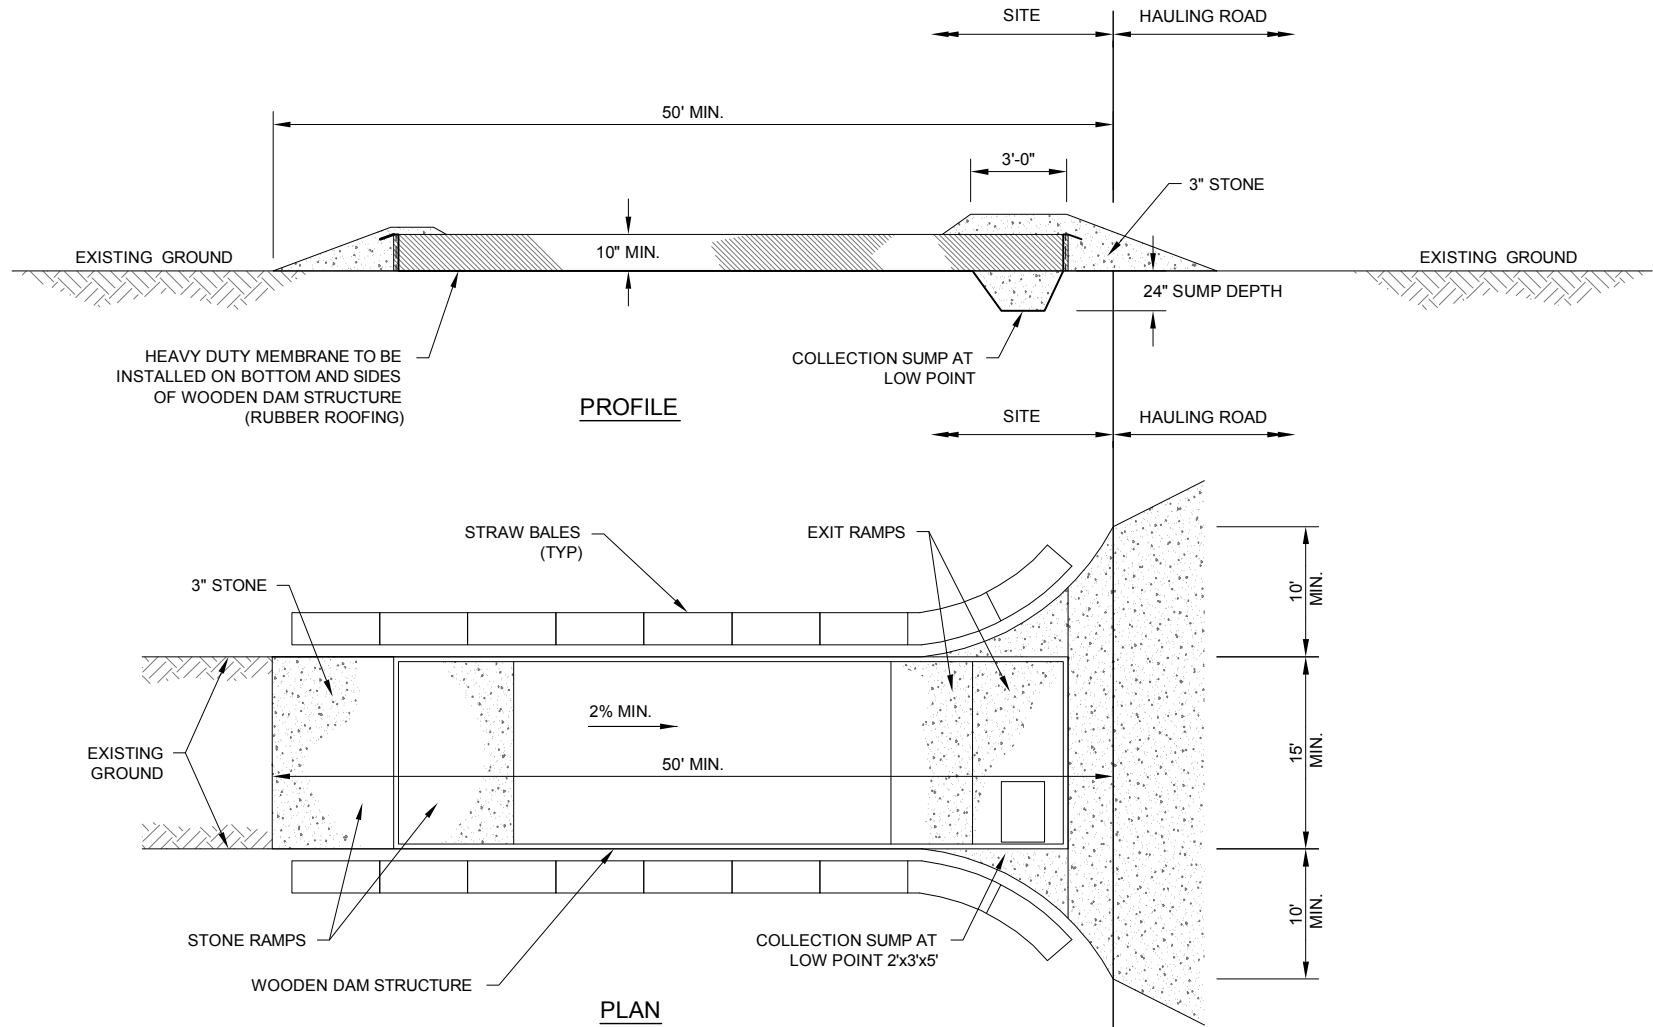 SITE
HAULING ROAD
50' MIN.
3'-0"
3" STONE
EXISTING GROUND
10" MIN.
EXISTING GROUND
24" SUMP DEPTH
HEAVY DUTY MEMBRANE TO BE
INSTALLED ON BOTTOM AND SIDES
OF WOODEN DAM STRUCTURE
(RUBBER ROOFING)
COLLECTION SUMP AT
LOW POINT
PROFILE
SITE
HAULING ROAD
STRAW BALES
(TYP)
EXIT RAMPS
3" STONE
10'
MIN.
2% MIN.
EXISTING
GROUND
50' MIN.
15'
MIN.
10'
MIN.
STONE RAMPS
COLLECTION SUMP AT
LOW POINT 2'x3'x5'
WOODEN DAM STRUCTURE
PLAN